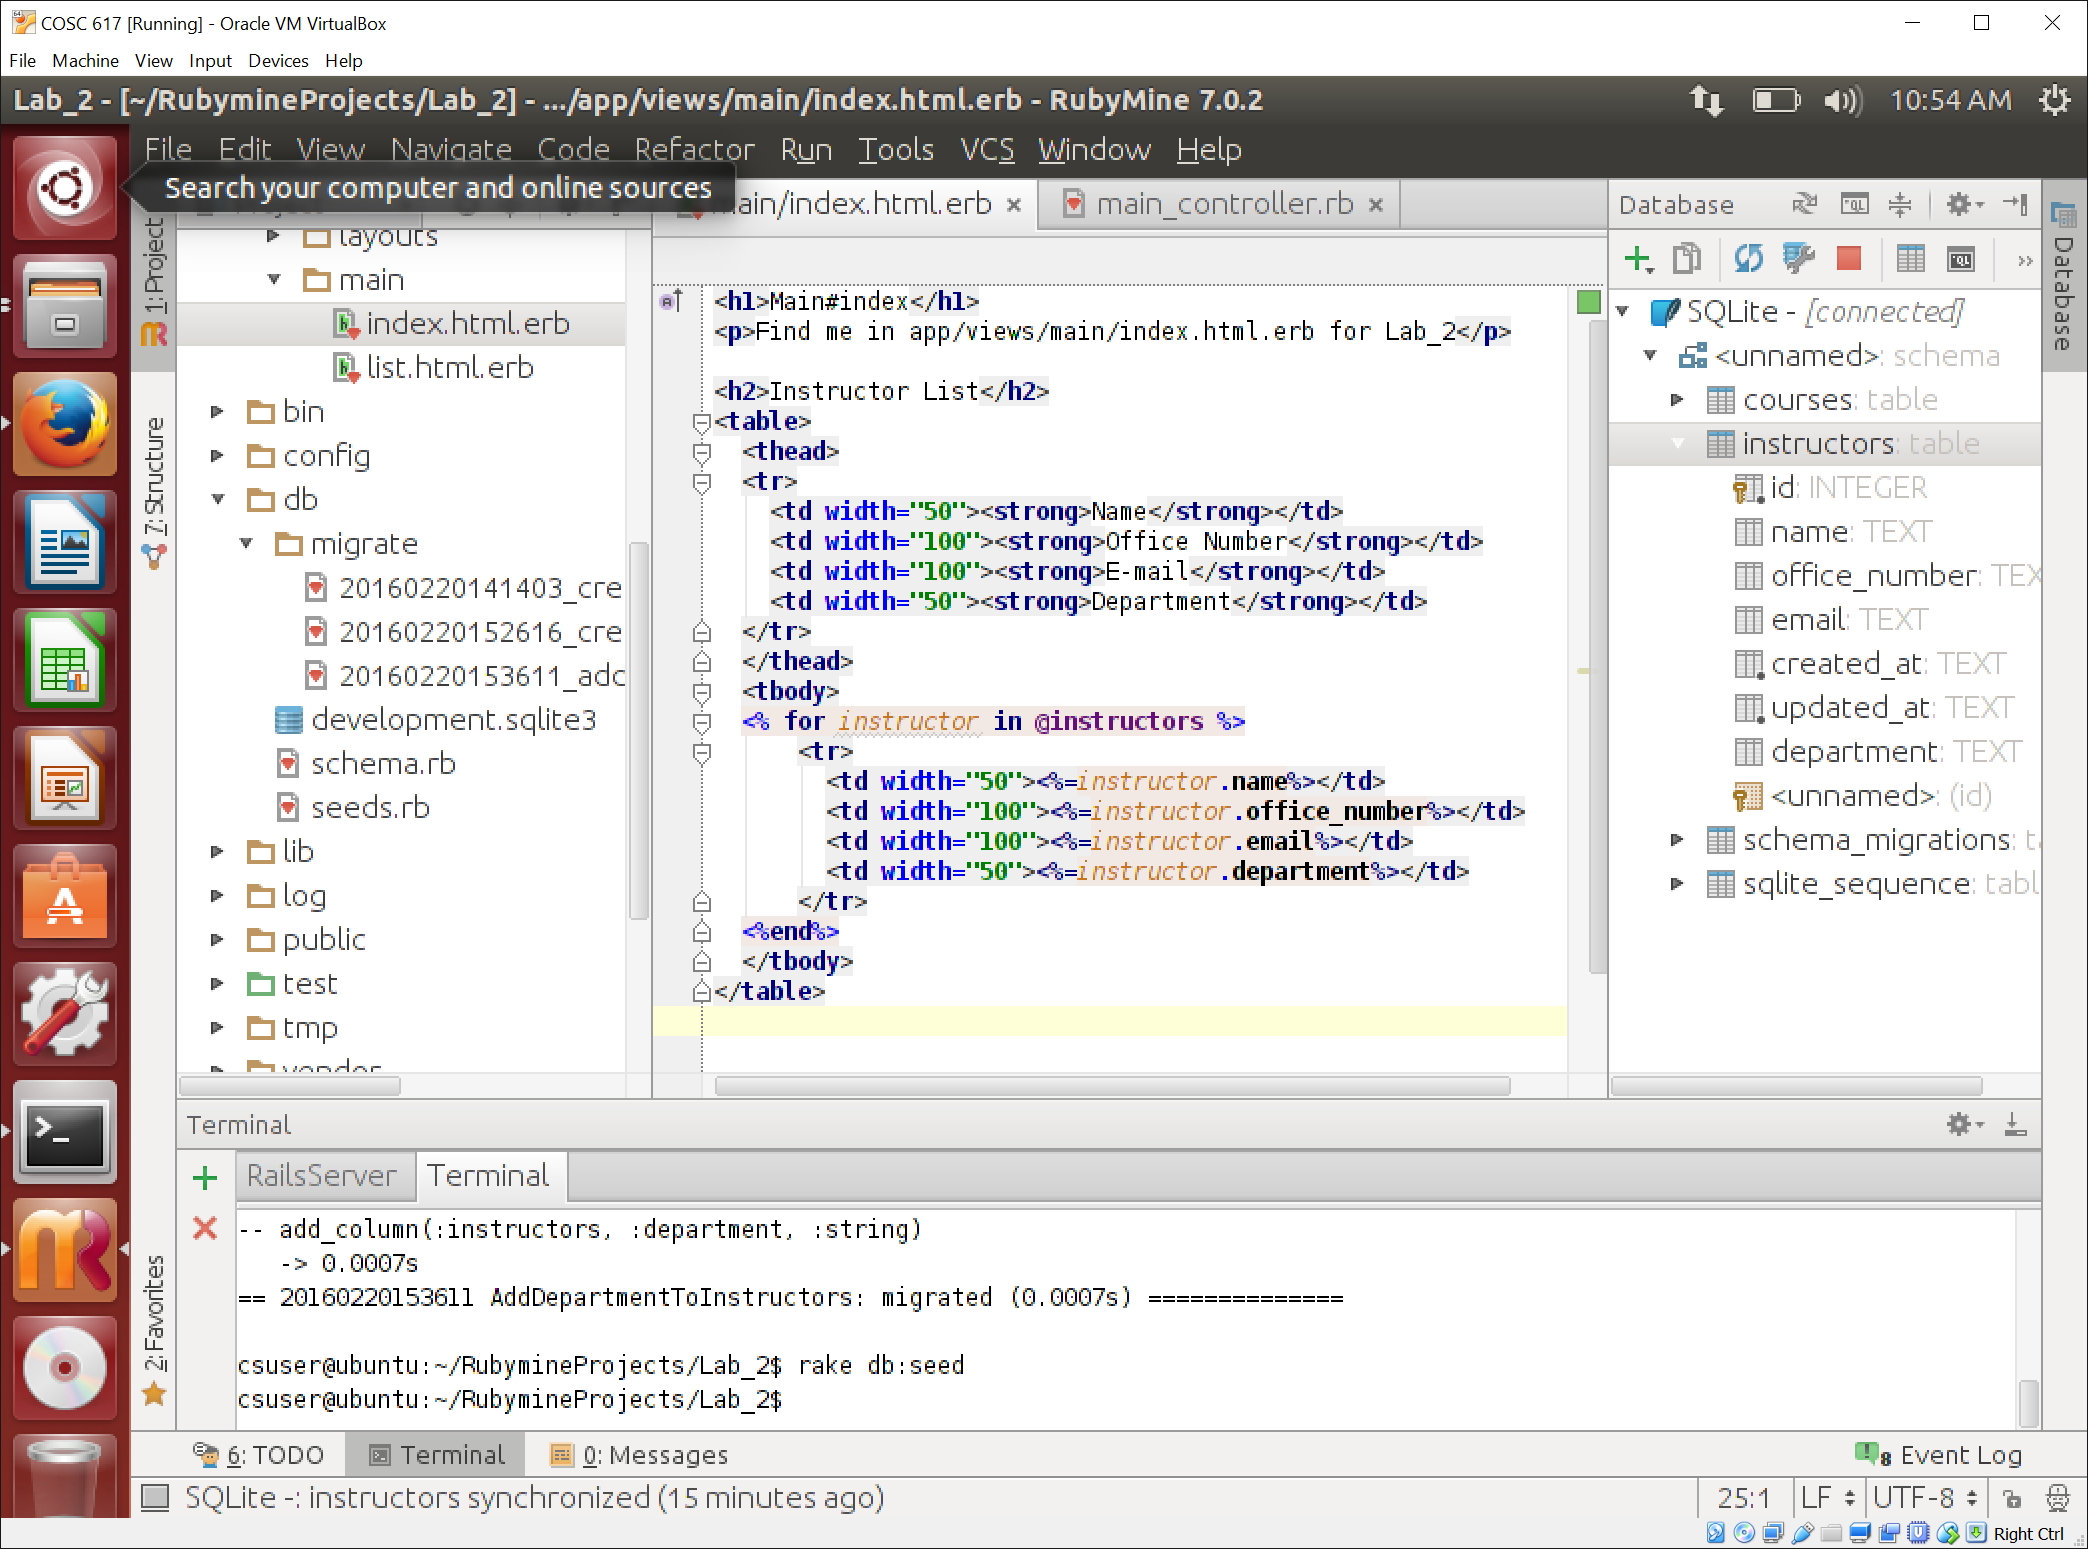 COSC 617 [Running] - Oracle VM VirtualBox
File Machine View Input Devices Help
Lab_2 - [~/RubymineProjects/Lab_2] - .../app/views/main/index.html.erb - RubyMine 7.0.2
10:54 AM
File Edit View Navigate Code Refactor Run Tools VCS Window Help
Search your computer and online sources
main/index.html.erb
main_controller.rb
Database
1: Project
7: Structure
2: Favorites
layouts
main
index.html.erb
list.html.erb
bin
config
db
migrate
20160220141403_cre
20160220152616_cre
20160220153611_adc
development.sqlite3
schema.rb
seeds.rb
lib
log
public
test
tmp
vendor
<h1>Main#index</h1>
<p>Find me in app/views/main/index.html.erb for Lab_2</p>
<h2>Instructor List</h2>
<table>
<thead>
<tr>
<td width="50"><strong>Name</strong></td>
<td width="100"><strong>Office Number</strong></td>
<td width="100"><strong>E-mail</strong></td>
<td width="50"><strong>Department</strong></td>
</tr>
</thead>
<tbody>
<% for instructor in @instructors %>
<tr>
<td width="50"><%=instructor.name%></td>
<td width="100"><%=instructor.office_number%></td>
<td width="100"><%=instructor.email%></td>
<td width="50"><%=instructor.department%></td>
</tr>
<%end%>
</tbody>
</table>
SQLite - [connected]
<unnamed>: schema
courses: table
instructors: table
id: INTEGER
name: TEXT
office_number: TEX
email: TEXT
created_at: TEXT
updated_at: TEXT
department: TEXT
<unnamed>: (id)
schema_migrations: ta
sqlite_sequence: tabl
Database
Terminal
RailsServer
Terminal
-- add_column(:instructors, :department, :string)
-> 0.0007s
== 20160220153611 AddDepartmentToInstructors: migrated (0.0007s) ==============
csuser@ubuntu:~/RubymineProjects/Lab_2$ rake db:seed
csuser@ubuntu:~/RubymineProjects/Lab_2$
6: TODO
Terminal
0: Messages
8 Event Log
SQLite -: instructors synchronized (15 minutes ago)
25:1
LF
UTF-8
Right Ctrl